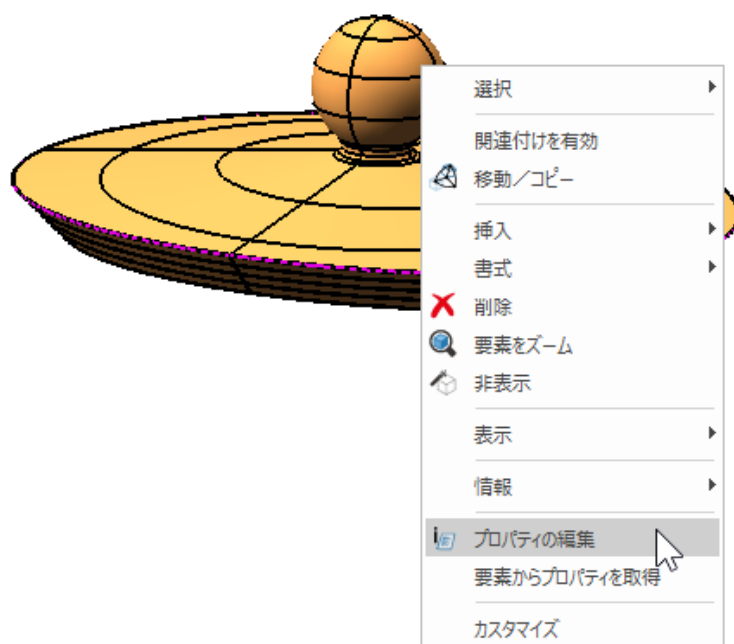 選択
関連付けを有効
移動／コピー
挿入
書式
削除
要素をズーム
非表示
表示
情報
プロパティの編集
要素からプロパティを取得
カスタマイズ